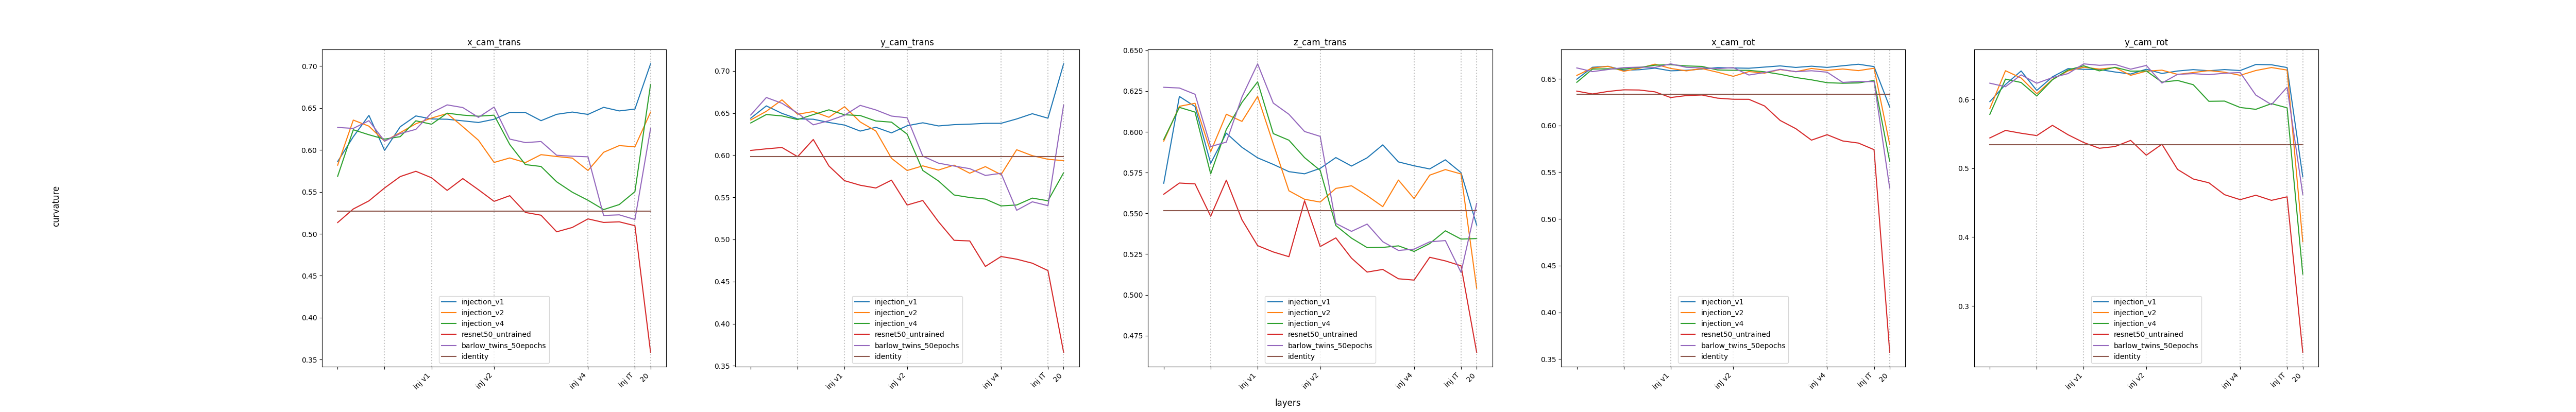 x_cam_trans
0.70
0.65
0.60
0.55
0.50
0.45
0.40
0.35
injection_v1
injection_v2
injection_v4
resnet50_untrained
barlow_twins_50epochs
identity
inj v1
inj v2
inj v4
inj IT
20
y_cam_trans
0.70
0.65
0.60
0.55
0.50
0.45
0.40
0.35
injection_v1
injection_v2
injection_v4
resnet50_untrained
barlow_twins_50epochs
identity
inj v1
inj v2
inj v4
inj IT
20
z_cam_trans
0.650
0.625
0.600
0.575
0.550
0.525
0.500
0.475
injection_v1
injection_v2
injection_v4
resnet50_untrained
barlow_twins_50epochs
identity
inj v1
inj v2
inj v4
inj IT
20
x_cam_rot
0.65
0.60
0.55
0.50
0.45
0.40
0.35
injection_v1
injection_v2
injection_v4
resnet50_untrained
barlow_twins_50epochs
identity
inj v1
inj v2
inj v4
inj IT
20
y_cam_rot
0.6
0.5
0.4
0.3
injection_v1
injection_v2
injection_v4
resnet50_untrained
barlow_twins_50epochs
identity
inj v1
inj v2
inj v4
inj IT
20
curvature
layers